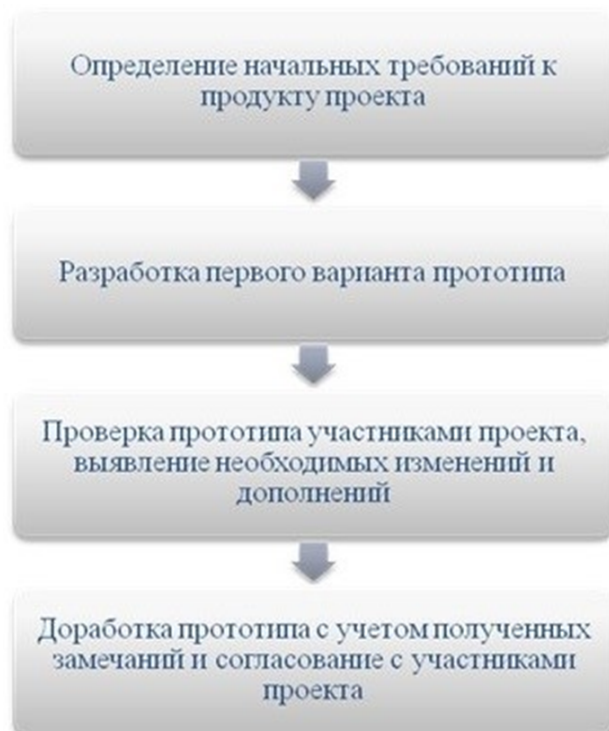 Определение начальных требований к
продукту проекта
Разработка первого варианта прототипа
Проверка прототипа участниками проекта,
выявление необходимых изменений и
дополнений
Доработка прототипа с учетом полученных
замечаний и согласование с участниками
проекта